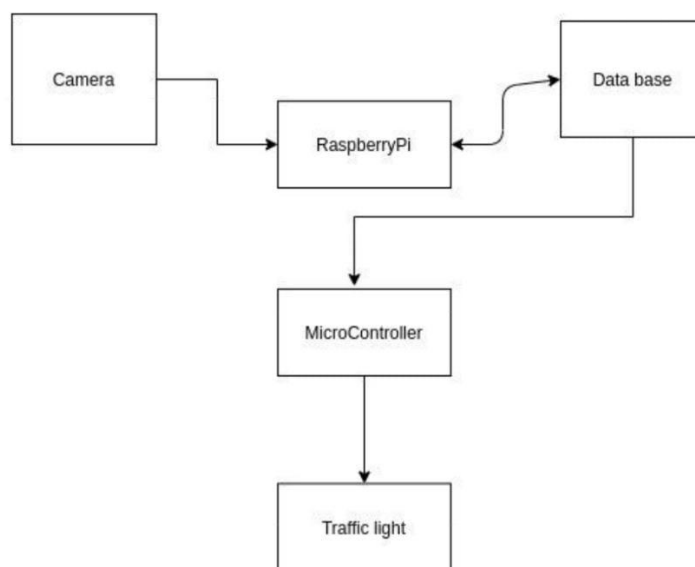 Camera
Data base
RaspberryPi
MicroController
Traffic light